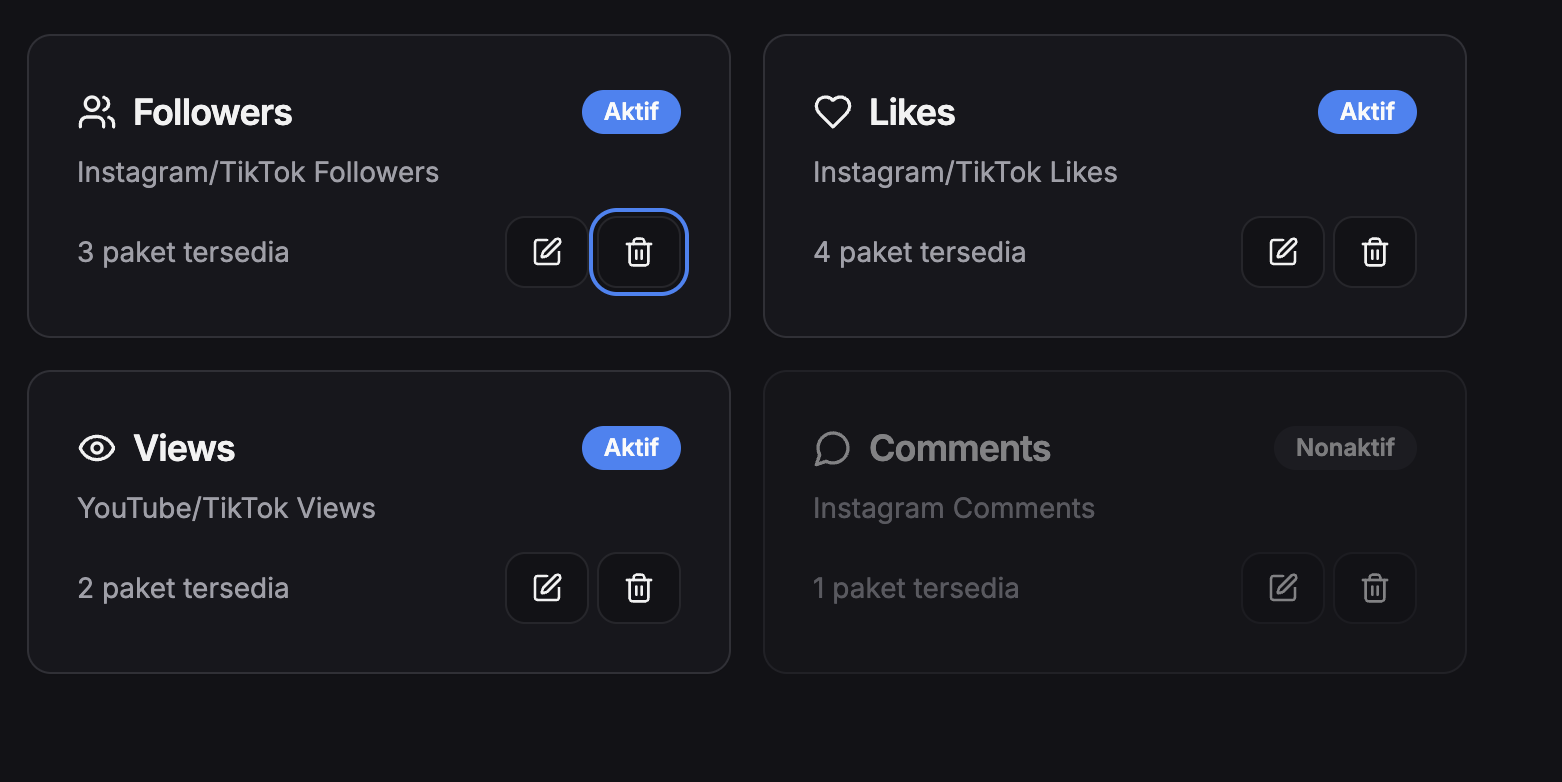 Followers
Aktif
Instagram/TikTok Followers
3 paket tersedia
Likes
Aktif
Instagram/TikTok Likes
4 paket tersedia
Views
Aktif
YouTube/TikTok Views
2 paket tersedia
Comments
Nonaktif
Instagram Comments
1 paket tersedia